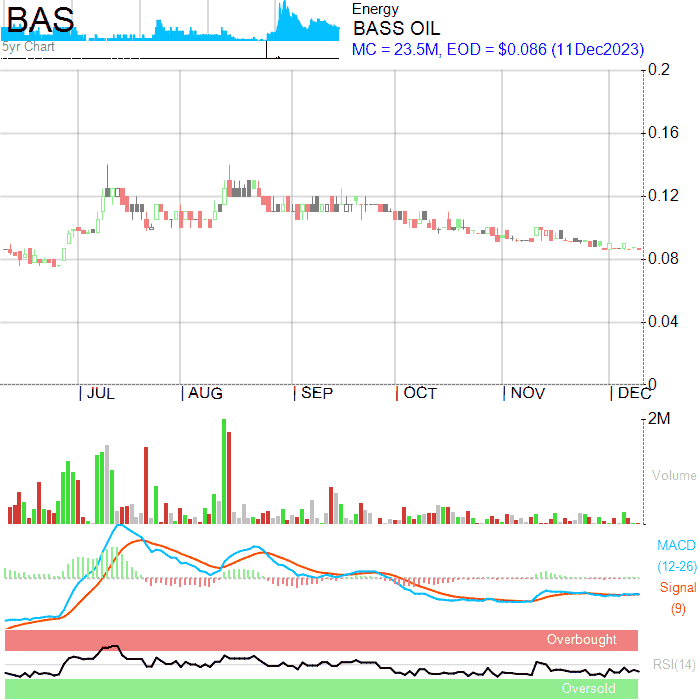 BAS
5yr Chart
Energy
BASS OIL
MC = 23.5M, EOD = $0.086 (11Dec2023)
0.2
0.16
0.12
0.08
0.04
0
JUL
AUG
SEP
OCT
NOV
DEC
2M
Volume
MACD
(12-26)
Signal
(9)
Overbought
RSI(14)
Oversold